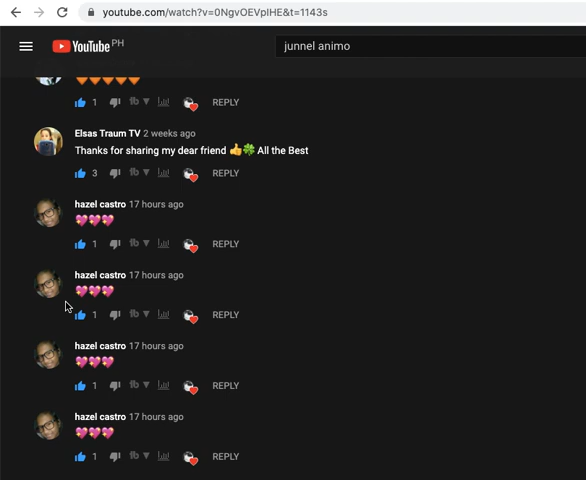 youtube.com/watch?v=0NgvOEVpIHE&t=1143s
YouTube PH
junnel animo
1 REPLY
Elsas Traum TV 2 weeks ago
Thanks for sharing my dear friend 👍🍀 All the Best
3 REPLY
hazel castro 17 hours ago
💖💖💖
1 REPLY
hazel castro 17 hours ago
💖💖💖
1 REPLY
hazel castro 17 hours ago
💖💖💖
1 REPLY
hazel castro 17 hours ago
💖💖💖
1 REPLY